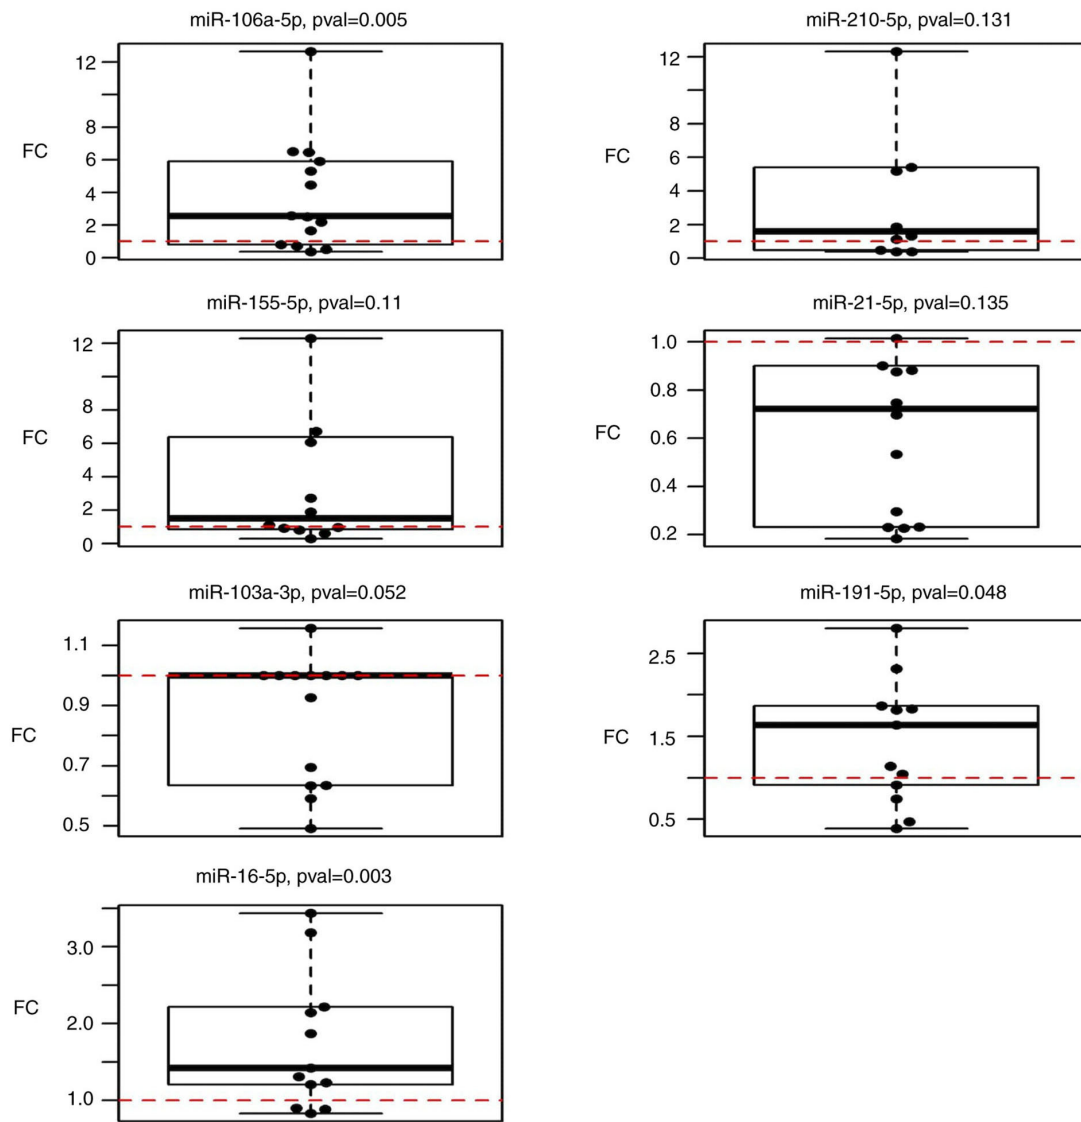 miR-106a-5p, pval=0.005
FC
12
8
6
4
2
0
miR-210-5p, pval=0.131
FC
12
8
6
4
2
0
miR-155-5p, pval=0.11
FC
12
8
6
4
2
0
miR-21-5p, pval=0.135
FC
1.0
0.8
0.6
0.4
0.2
miR-103a-3p, pval=0.052
FC
1.1
0.9
0.7
0.5
miR-191-5p, pval=0.048
FC
2.5
1.5
0.5
miR-16-5p, pval=0.003
FC
3.0
2.0
1.0